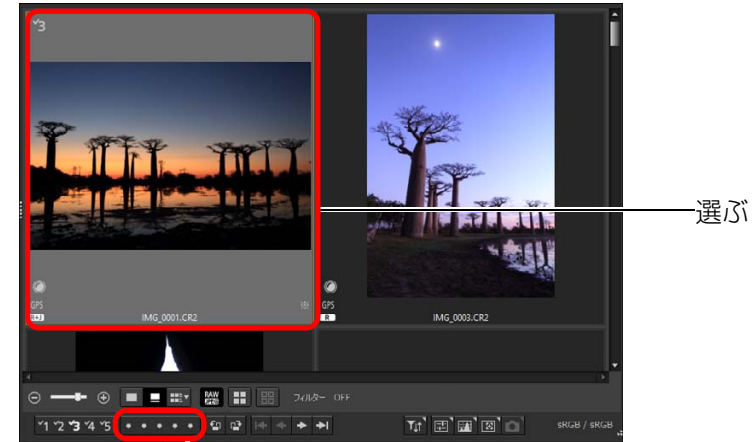 3
選ぶ
GPS
R+J
IMG_0001.CR2
GPS
R
IMG_0003.CR2
RAW
JPEG
フィルター OFF
1 2 3 4 5
sRGB / sRGB